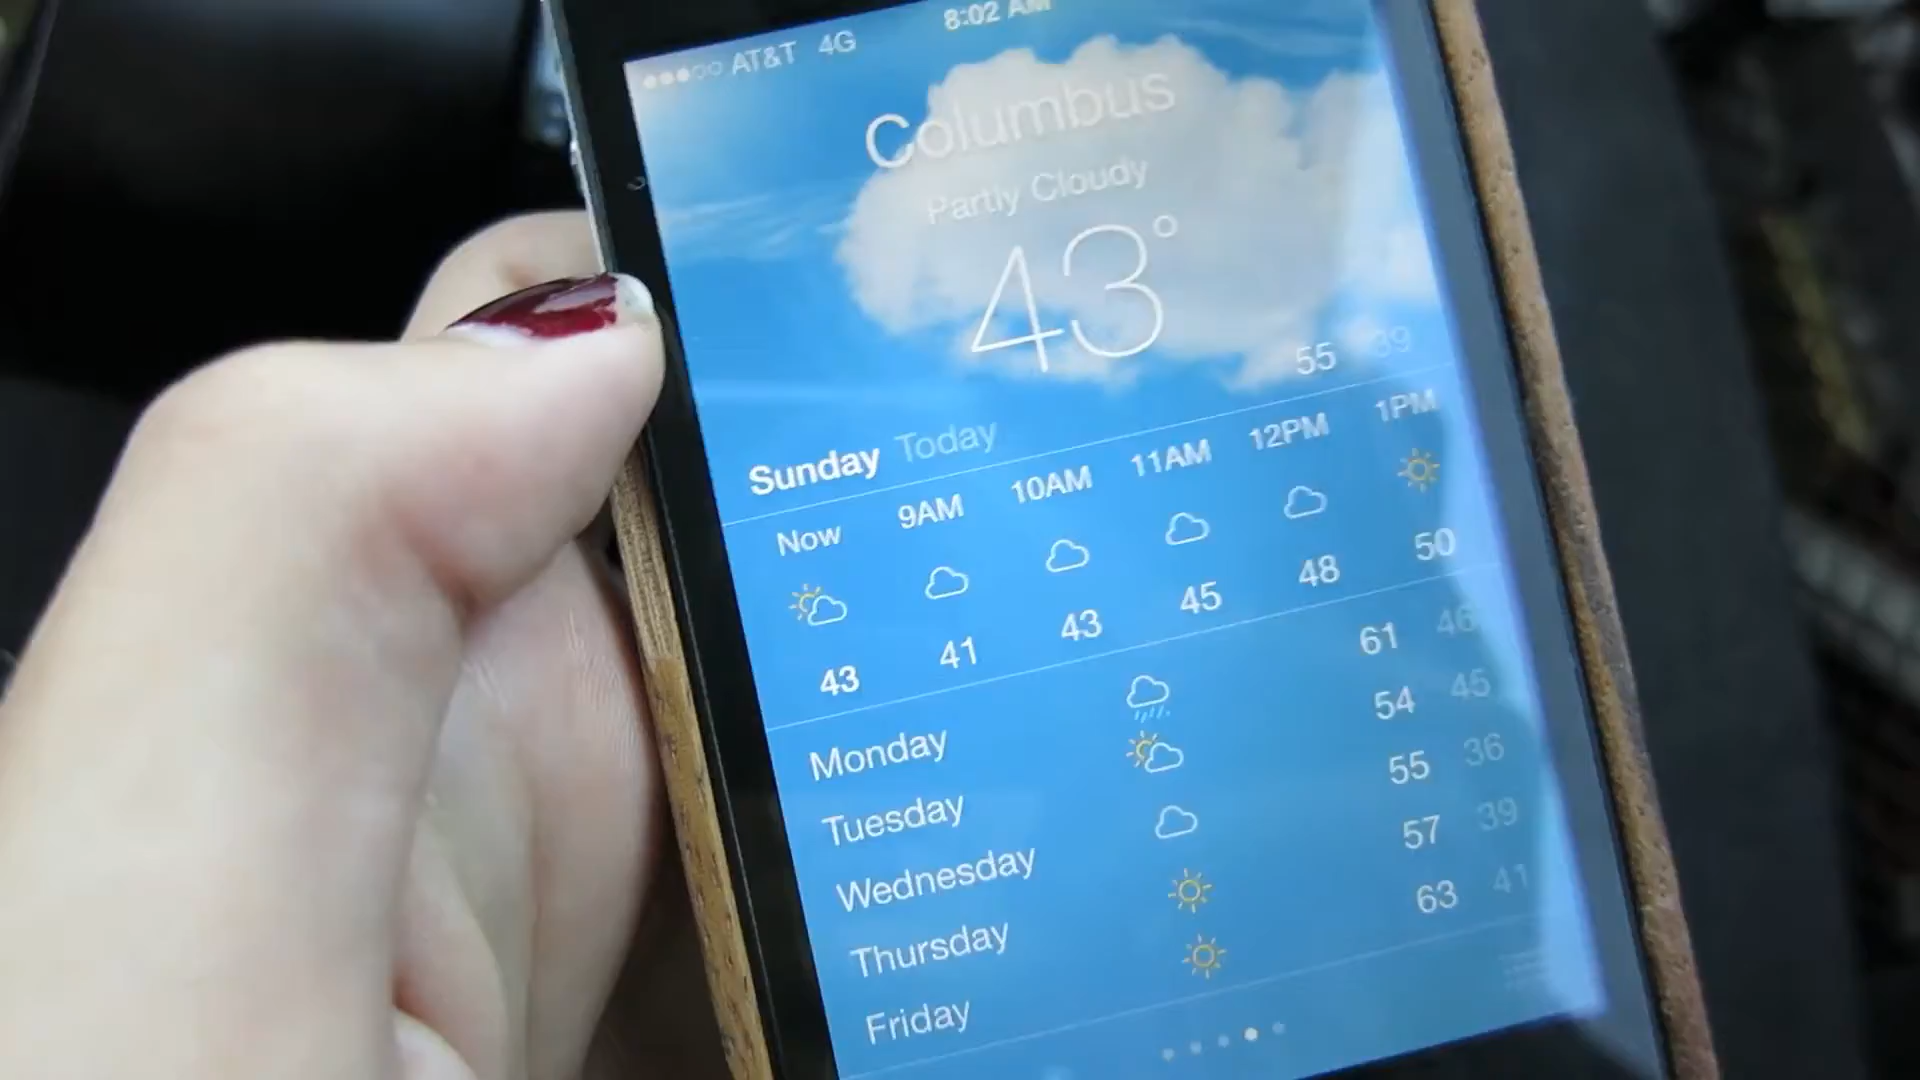 ●●●○○ AT&T 4G 8:02 AM
Columbus
Partly Cloudy
43°
Sunday Today 55 39
Now 9AM 10AM 11AM 12PM 1PM
43 41 43 45 48 50
Monday 61 46
Tuesday 54 45
Wednesday 55 36
Thursday 57 39
Friday 63 41